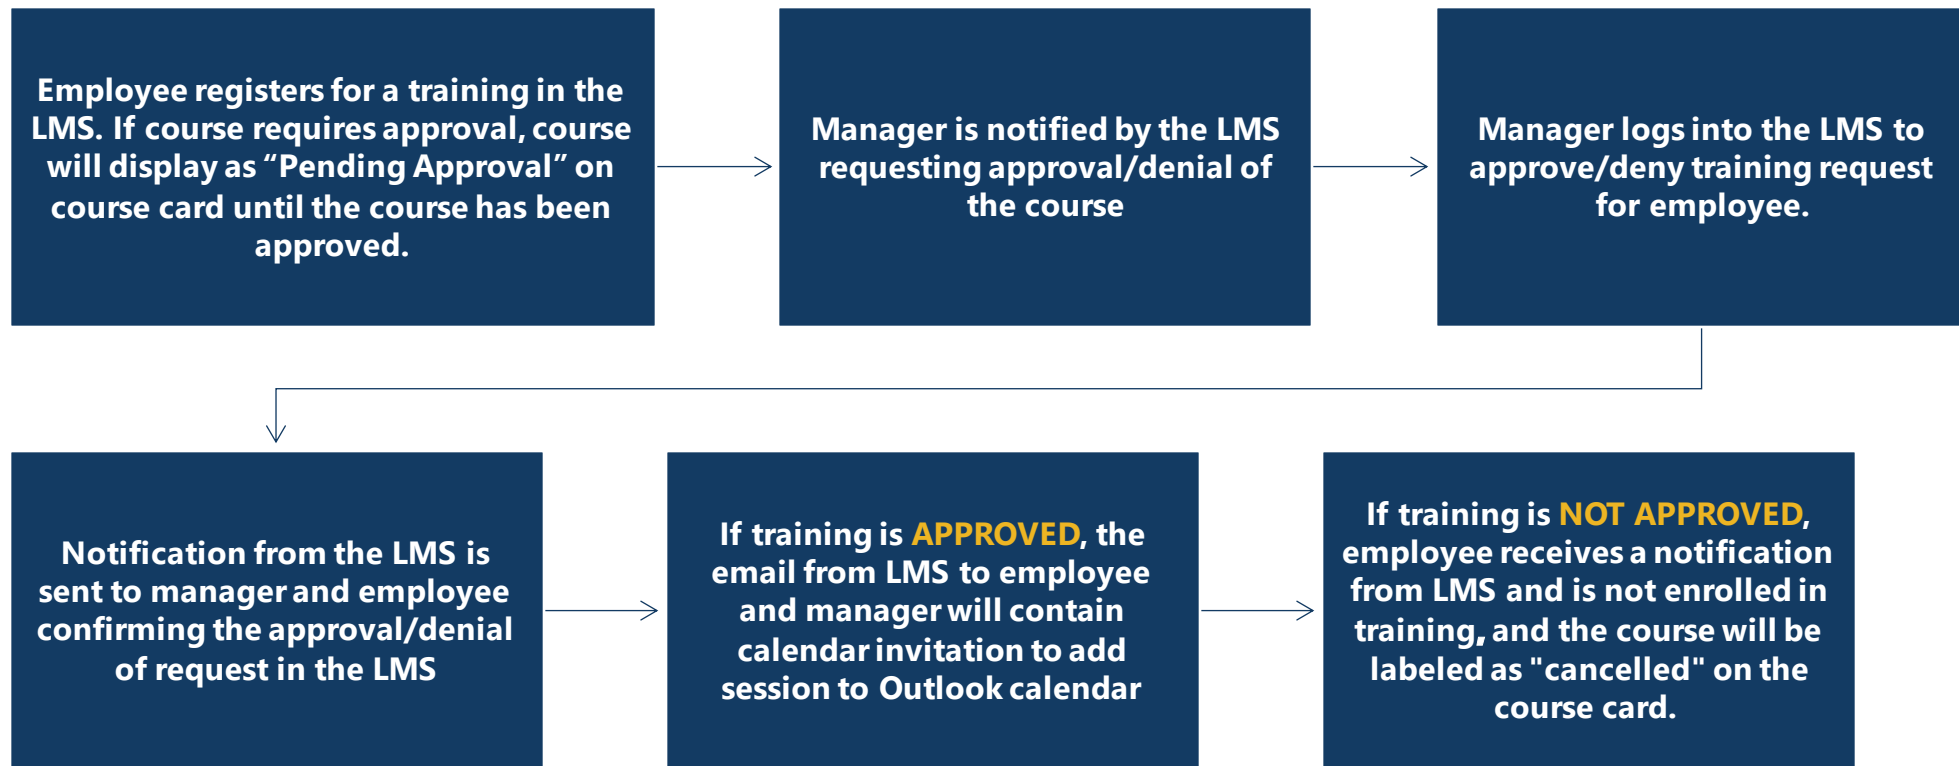 Employee registers for a training in the
LMS. If course requires approval, course
will display as “Pending Approval” on
course card until the course has been
approved.
Manager is notified by the LMS
requesting approval/denial of
the course
Manager logs into the LMS to
approve/deny training request
for employee.
Notification from the LMS is
sent to manager and employee
confirming the approval/denial
of request in the LMS
If training is APPROVED, the
email from LMS to employee
and manager will contain
calendar invitation to add
session to Outlook calendar
If training is NOT APPROVED,
employee receives a notification
from LMS and is not enrolled in
training, and the course will be
labeled as "cancelled" on the
course card.